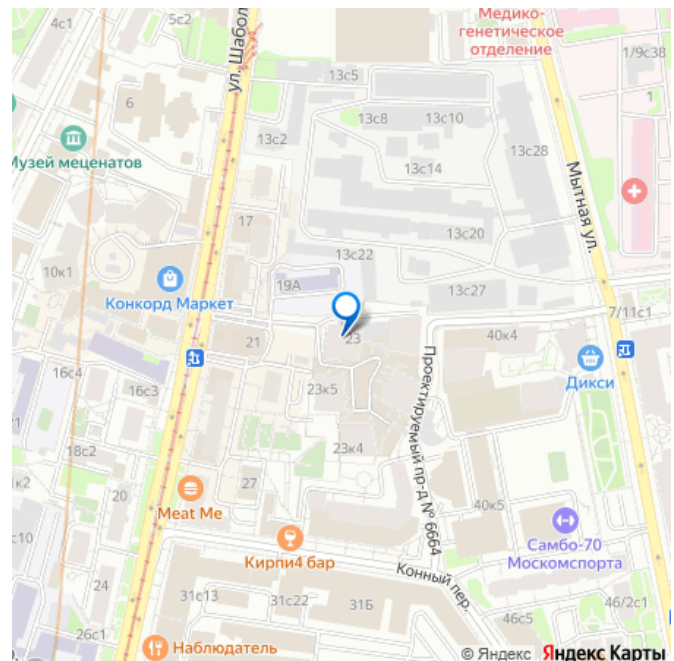 4с1
5с2
ул. Шабол
Медико-
генетическое
отделение
1/9с38
13с5
6
13с8
13с10
1
13с2
13с28
Музей меценатов
13с14
Мытная ул.
17
13с20
13с22
10к1
19А
13с27
Конкорд Маркет
7/11с1
21
23
40к4
16с4
Дикси
16с3
23к5
Проектируемый пр-д № 6664
18с2
23к4
20
27
40к5
Meat Me
Самбо-70
Москомспорта
с10
Кирпи4 бар
24
Конный пер.
31с13
31с22
31Б
46с5
46/2с1
26с1
Наблюдатель
© Яндекс Яндекс Карты